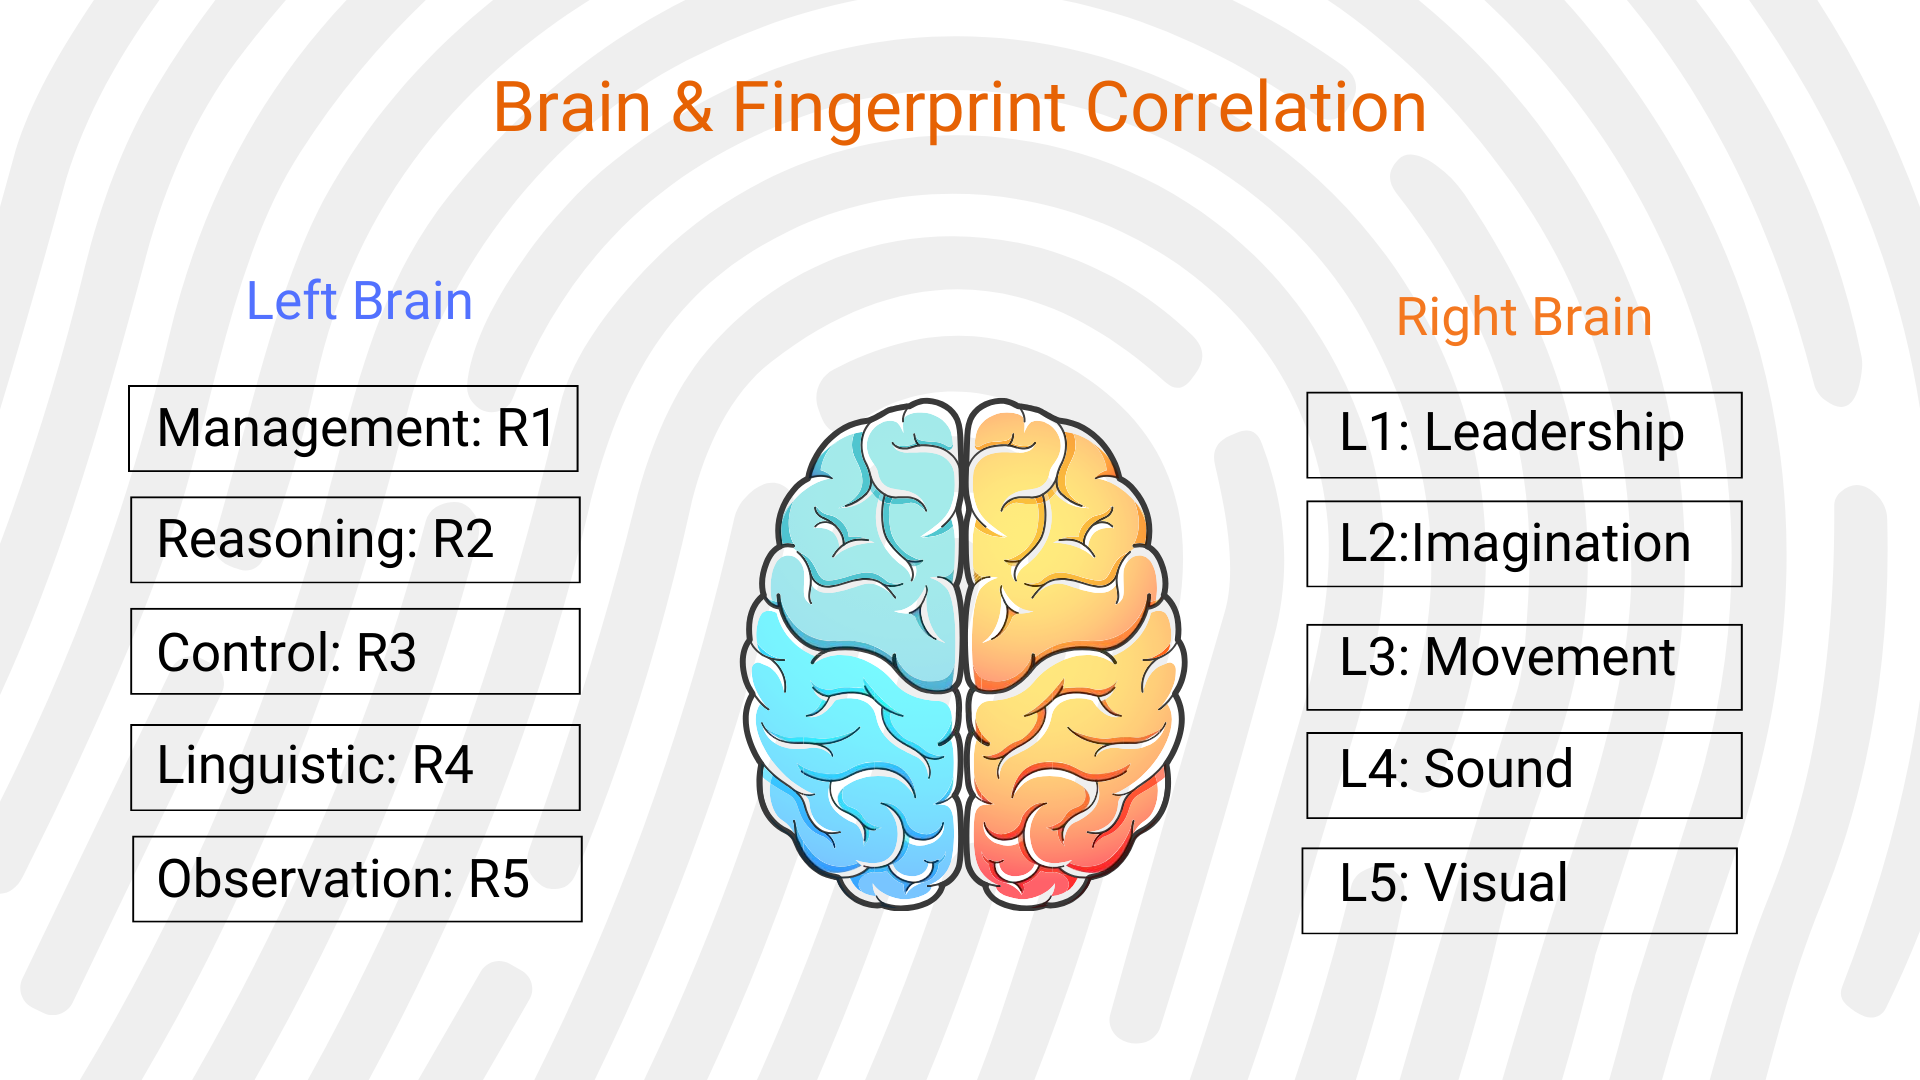 Brain & Fingerprint Correlation
Left Brain
Management: R1
Reasoning: R2
Control: R3
Linguistic: R4
Observation: R5
Right Brain
L1: Leadership
L2:Imagination
L3: Movement
L4: Sound
L5: Visual